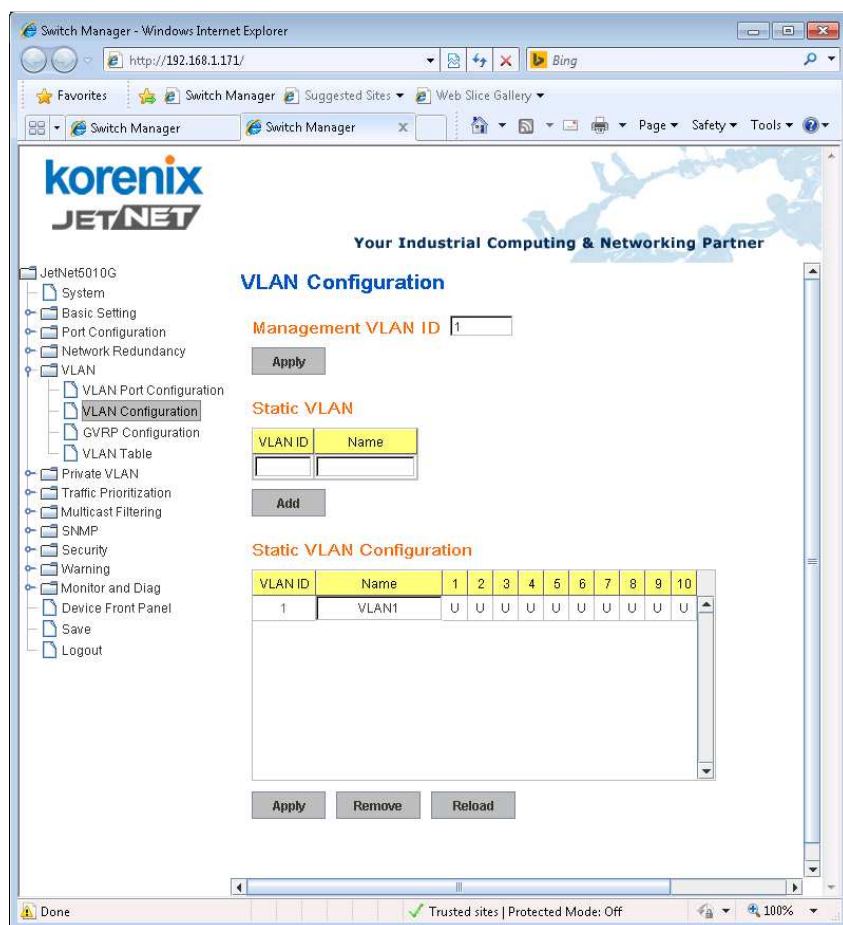 Switch Manager - Windows Internet Explorer
http://192.168.1.171/
Bing
Favorites Switch Manager Suggested Sites Web Slice Gallery
Switch Manager Switch Manager x Page Safety Tools
korenix
JETNET
Your Industrial Computing & Networking Partner
JetNet5010G
System
Basic Setting
Port Configuration
Network Redundancy
VLAN
VLAN Port Configuration
VLAN Configuration
GVRP Configuration
VLAN Table
Private VLAN
Traffic Prioritization
Multicast Filtering
SNMP
Security
Warning
Monitor and Diag
Device Front Panel
Save
Logout
VLAN Configuration
Management VLAN ID 1
Apply
Static VLAN
VLAN ID Name
Add
Static VLAN Configuration
VLAN ID Name 1 2 3 4 5 6 7 8 9 10
1 VLAN1 U U U U U U U U U U
Apply Remove Reload
Done Trusted sites | Protected Mode: Off 100%